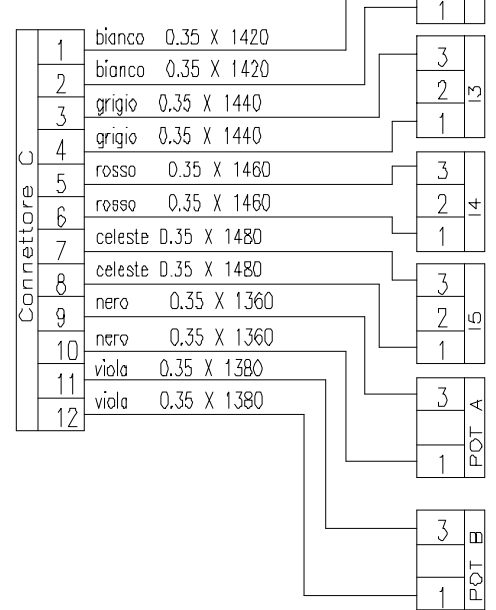 Connettore C
1 bianco 0.35 X 1420
2 bianco 0.35 X 1420
3 grigio 0.35 X 1440
4 grigio 0.35 X 1440
5 rosso 0.35 X 1460
6 rosso 0.35 X 1460
7 celeste 0.35 X 1480
8 celeste 0.35 X 1480
9 nero 0.35 X 1360
10 nero 0.35 X 1360
11 viola 0.35 X 1380
12 viola 0.35 X 1380
1
3
2
1
I3
3
2
1
I4
3
2
1
I5
3
1
POT A
3
1
POT B